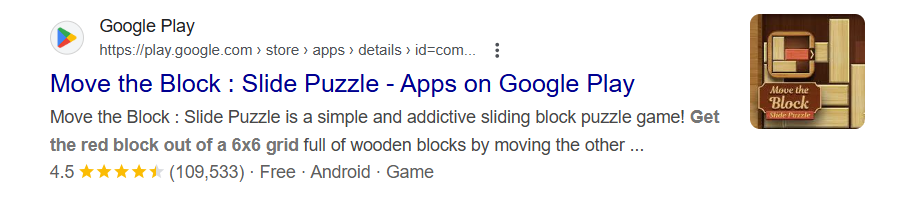 Google Play
https://play.google.com › store › apps › details › id=com...
Move the Block : Slide Puzzle - Apps on Google Play
Move the Block : Slide Puzzle is a simple and addictive sliding block puzzle game! Get
the red block out of a 6x6 grid full of wooden blocks by moving the other ...
4.5 ★★★★★ (109,533) · Free · Android · Game
Move the
Block
Slide Puzzle